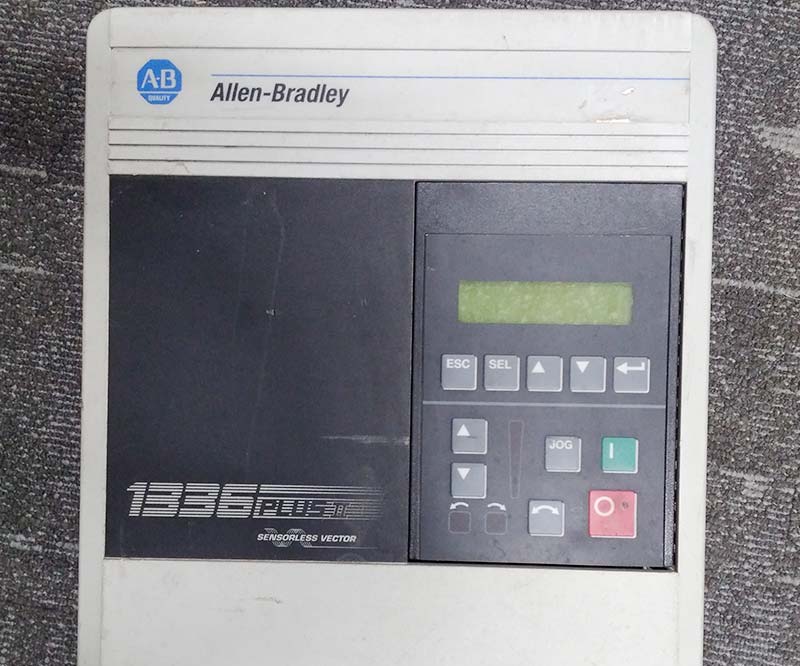 A-B
QUALITY
Allen-Bradley
ESC SEL
JOG
1336 PLUS II
SENSORLESS VECTOR